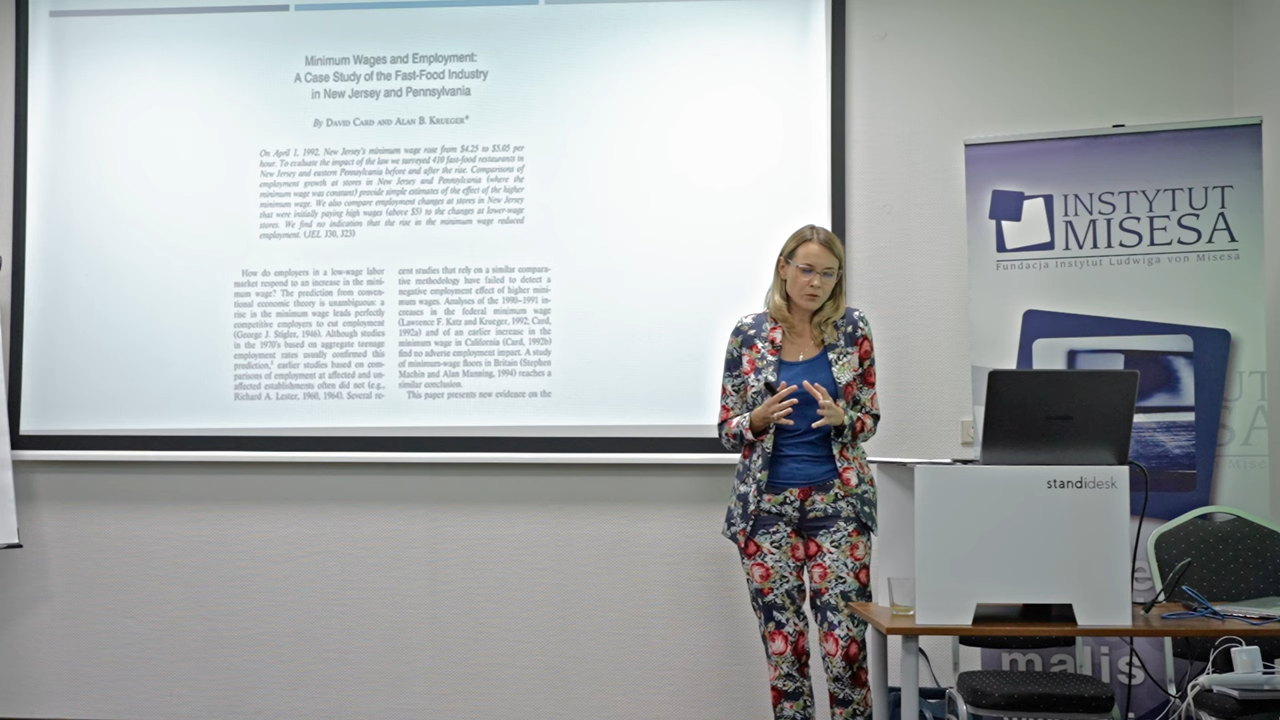 Minimum Wages and Employment:
A Case Study of the Fast-Food Industry
in New Jersey and Pennsylvania
By DAVID CARD AND ALAN B. KRUEGER*
On April 1, 1992, New Jersey's minimum wage rose from $4.25 to $5.05 per
hour. To evaluate the impact of the law we surveyed 410 fast-food restaurants in
New Jersey and eastern Pennsylvania before and after the rise. Comparisons of
employment growth at stores in New Jersey and Pennsylvania (where the
minimum wage was constant) provide simple estimates of the effect of the higher
minimum wage. We also compare employment changes at stores in New Jersey
that were initially paying high wages (above $5) to the changes at lower-wage
stores. We find no indication that the rise in the minimum wage reduced
employment. (JEL J30, J23)
How do employers in a low-wage labor
market respond to an increase in the mini-
mum wage? The prediction from conven-
tional economic theory is unambiguous: a
rise in the minimum wage leads perfectly
competitive employers to cut employment
(George J. Stigler, 1946). Although studies
in the 1970's based on aggregate teenage
employment rates usually confirmed this
prediction,¹ earlier studies based on com-
parisons of employment at affected and un-
affected establishments often did not (e.g.,
Richard A. Lester, 1960, 1964). Several re-
cent studies that rely on a similar compara-
tive methodology have failed to detect a
negative employment effect of higher mini-
mum wages. Analyses of the 1990–1991 in-
creases in the federal minimum wage
(Lawrence F. Katz and Krueger, 1992; Card,
1992a) and of an earlier increase in the
minimum wage in California (Card, 1992b)
find no adverse employment impact. A study
of minimum-wage floors in Britain (Stephen
Machin and Alan Manning, 1994) reaches a
similar conclusion.
This paper presents new evidence on the
INSTYTUT
MISESA
Fundacja Instytut Ludwiga von Misesa
standidesk
malis